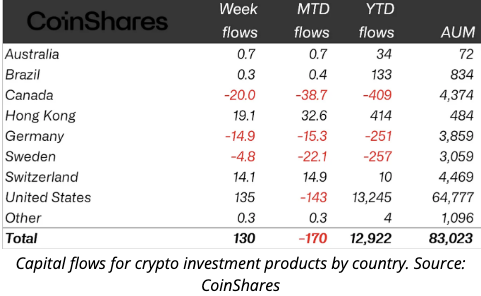 CoinShares Week flows MTD flows YTD flows AUM
Australia 0.7 0.7 34 72
Brazil 0.3 0.4 133 834
Canada -20.0 -38.7 -409 4,374
Hong Kong 19.1 32.6 414 484
Germany -14.9 -15.3 -251 3,859
Sweden -4.8 -22.1 -257 3,059
Switzerland 14.1 14.9 10 4,469
United States 135 -143 13,245 64,777
Other 0.3 0.3 4 1,096
Total 130 -170 12,922 83,023
Capital flows for crypto investment products by country. Source:
CoinShares